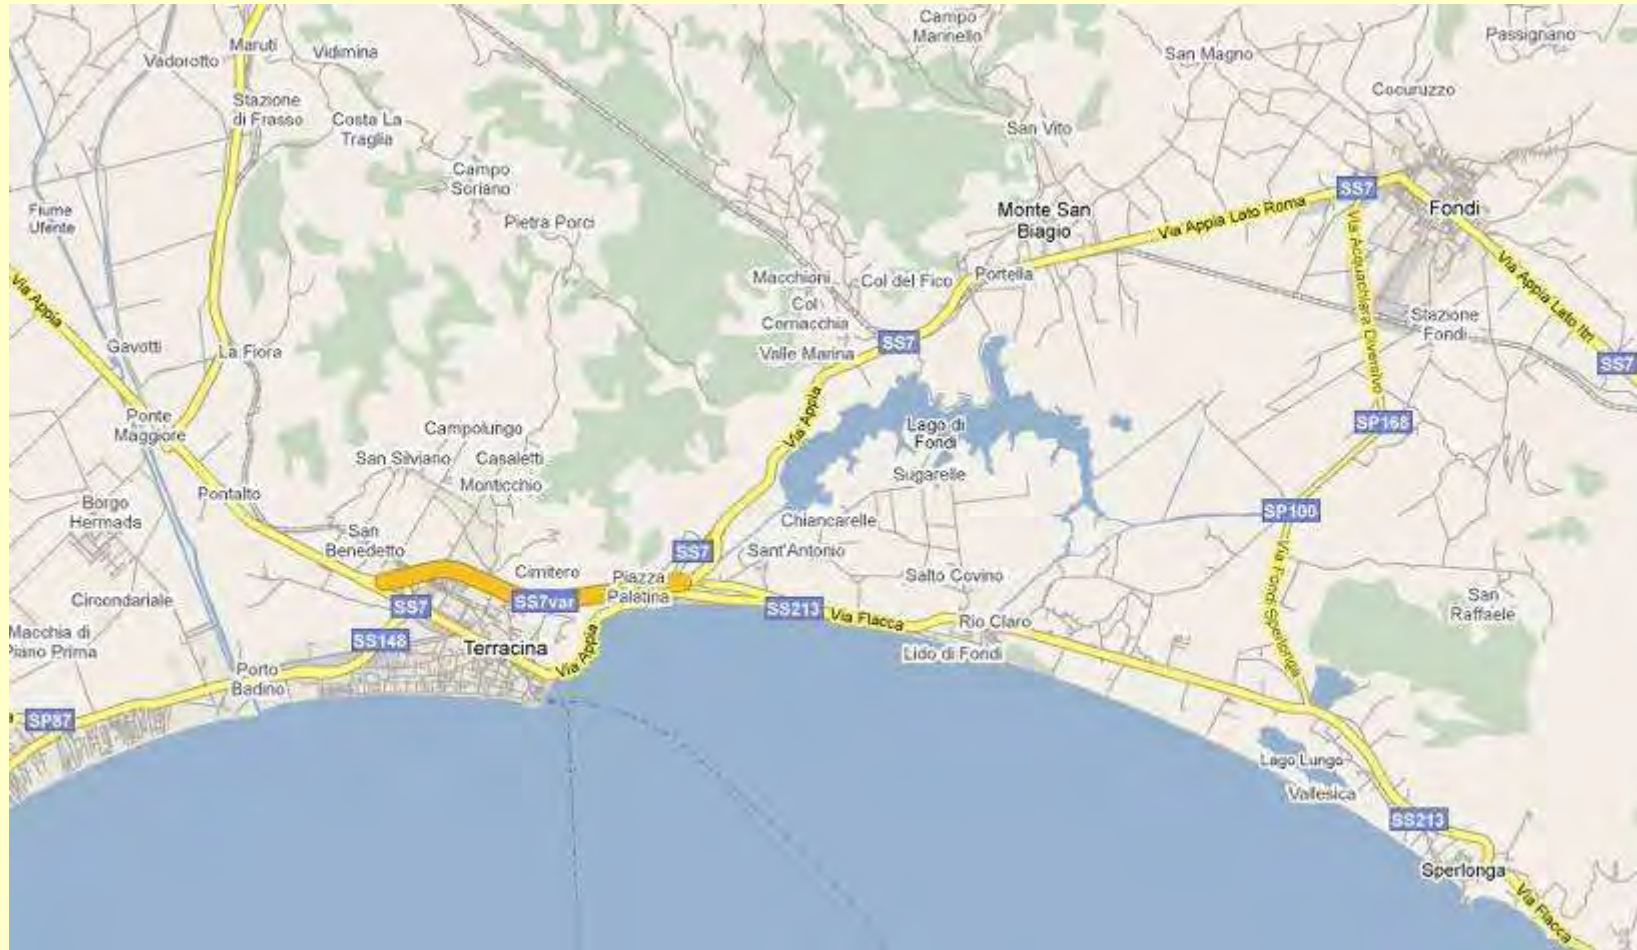 Campo
Marinello
Passignano
Maruti
Vidimina
San Magno
Vadorotto
Cocuruzzo
Stazione
di Frasso
Costa La
Traglia
San Vito
Campo
Soriano
SS7
Fiume
Ufente
Pietra Porci
Monte San
Biagio
Via Appia Lato Roma
Fondi
Via Appia
Macchioni
Col del Fico
Portella
Via Acquachiara Diversivo
Via Appia Lato Itri
Col
Cornacchia
Stazione
Fondi
Gavotti
La Fiora
Valle Marina
SS7
SS7
Ponte
Maggiore
Via Appia
Lago di
Fondi
SP168
Campolungo
San Silviano
Casaletti
Monticchio
Sugarelle
Pontalto
Borgo
Hermada
SP100
San
Benedetto
Chiancarelle
SS7
Sant'Antonio
Cimitero
Piazza
Palatina
Salto Covino
Via Fondi Sperlonga
Circondariale
SS7
SS7var
SS213
Via Flacca
Rio Claro
San
Raffaele
Macchia di
Piano Prima
SS148
Terracina
Via Appia
Lido di Fondi
Porto
Badino
SP87
Lago Lungo
Vallesica
SS213
Sperlonga
Via Flacca